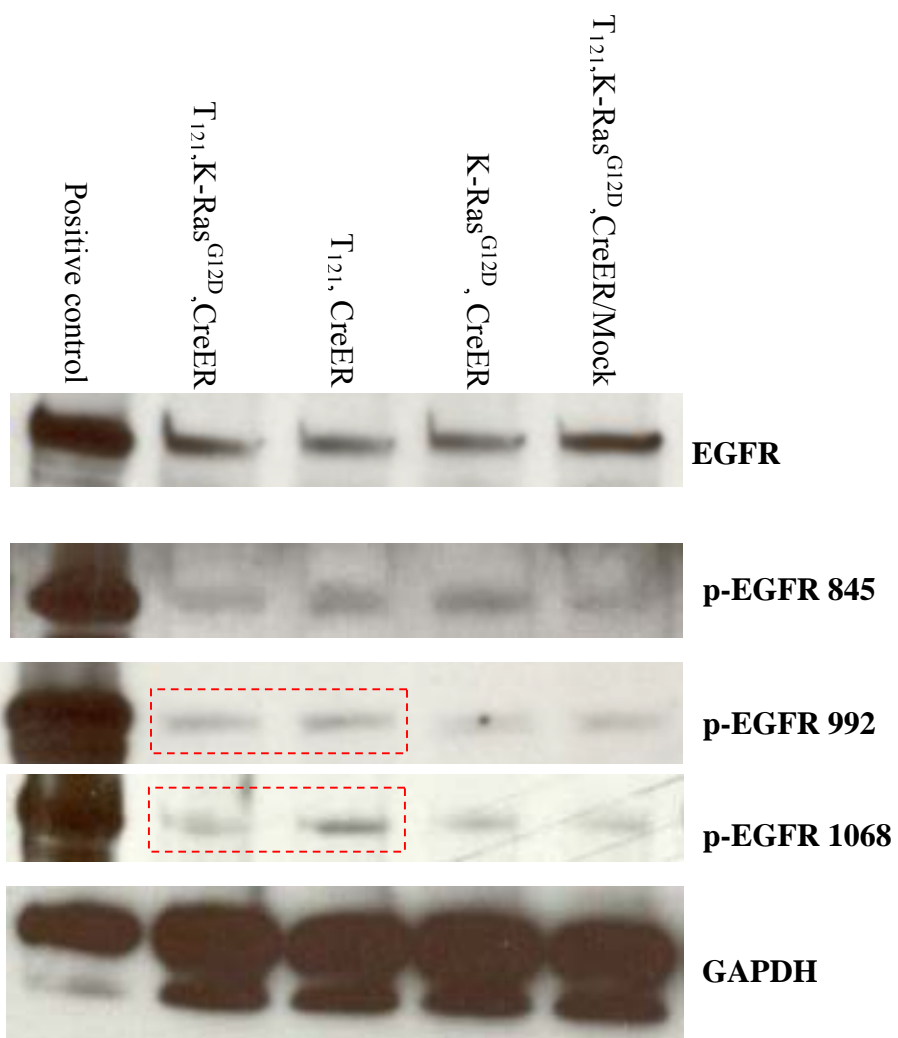 Positive control
T₁₂₁,K-Rasᴳ¹²ᴰ,CreER
T₁₂₁, CreER
K-Rasᴳ¹²ᴰ, CreER
T₁₂₁,K-Rasᴳ¹²ᴰ,CreER/Mock
EGFR
p-EGFR 845
p-EGFR 992
p-EGFR 1068
GAPDH